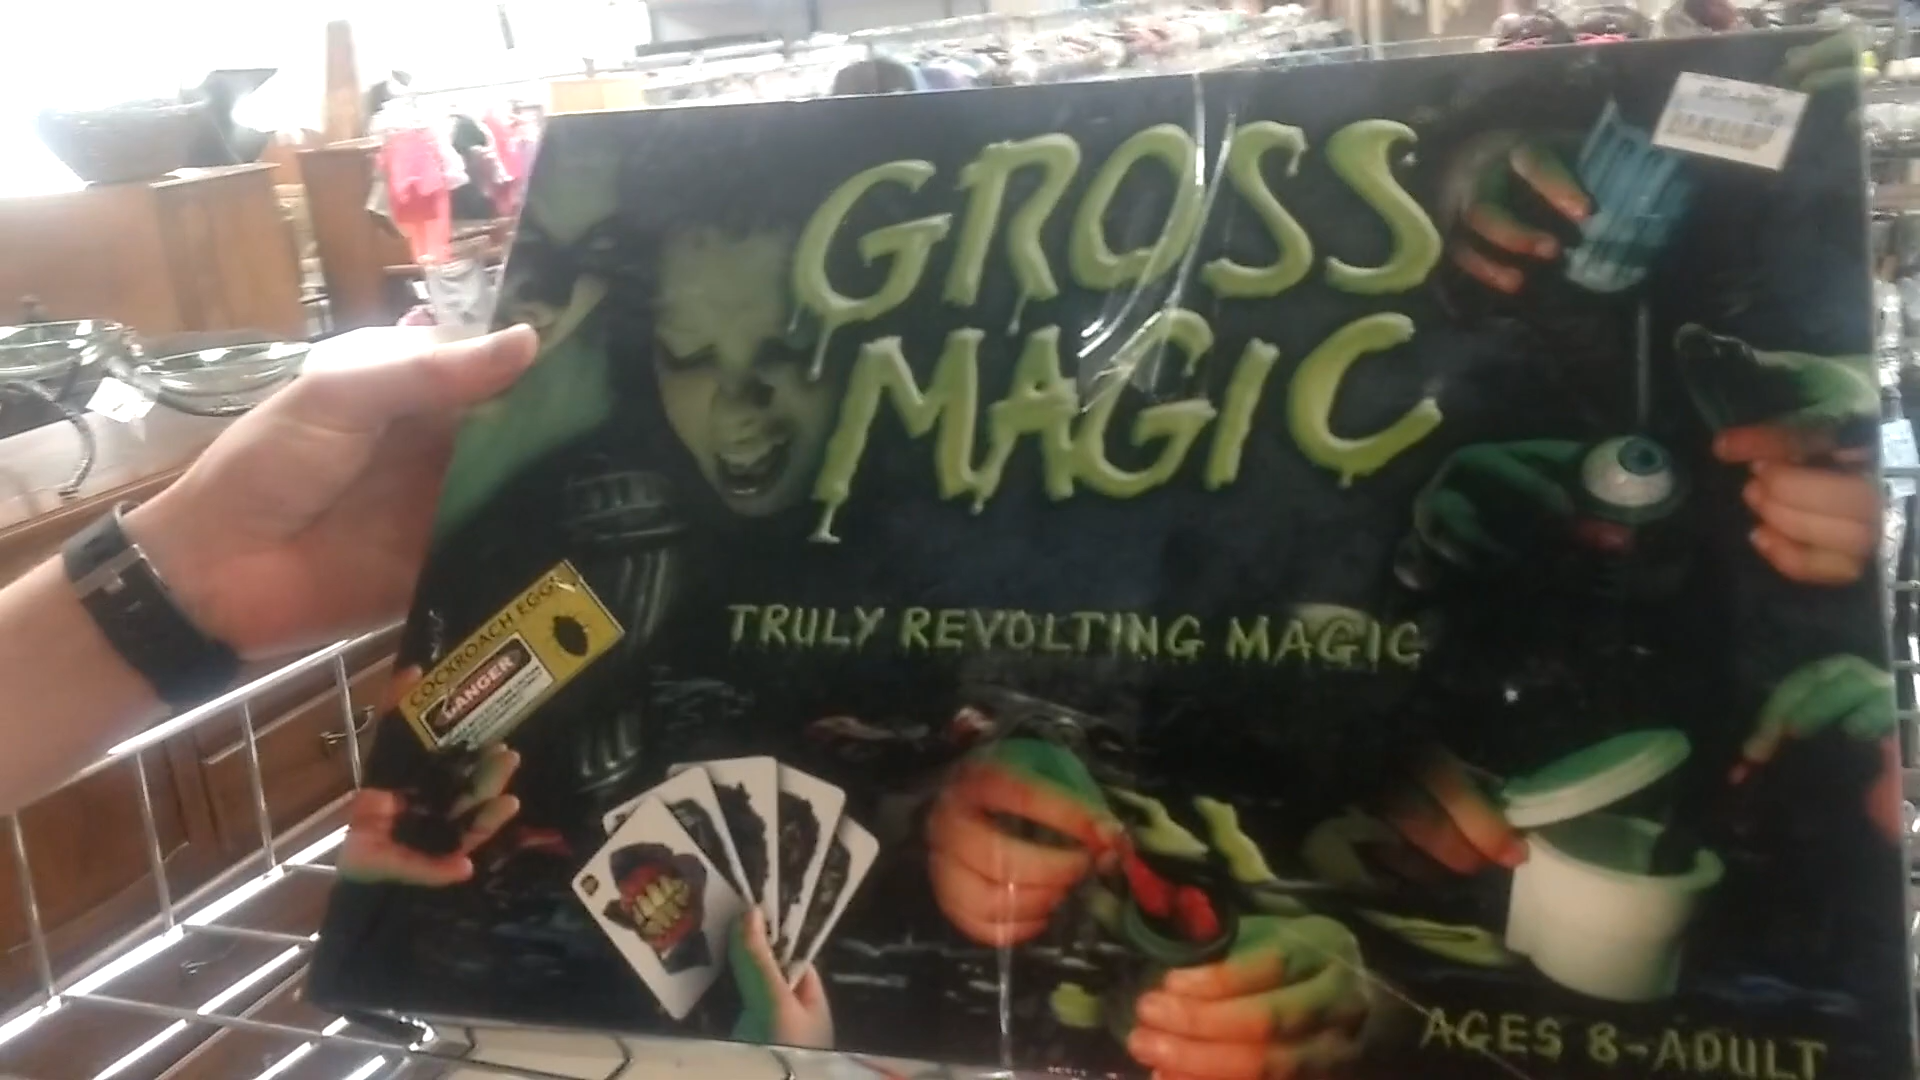 GROSS
MAGIC
TRULY REVOLTING MAGIC
COCKROACH EGGS
DANGER
AGES 8-ADULT